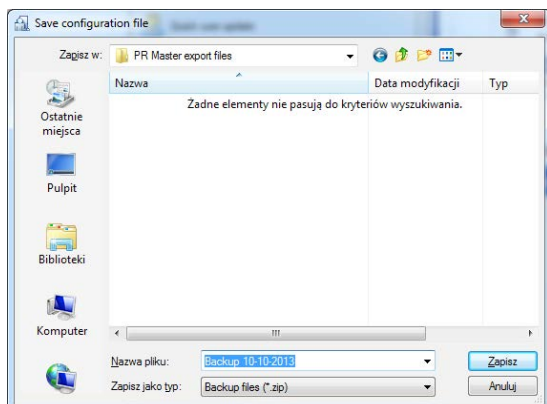 Save configuration file
Zapisz w: PR Master export files
Nazwa Data modyfikacji Typ
Żadne elementy nie pasują do kryteriów wyszukiwania.
Ostatnie
miejsca
Pulpit
Biblioteki
Komputer
Nazwa pliku: Backup 10-10-2013 Zapisz
Zapisz jako typ: Backup files (*.zip) Anuluj